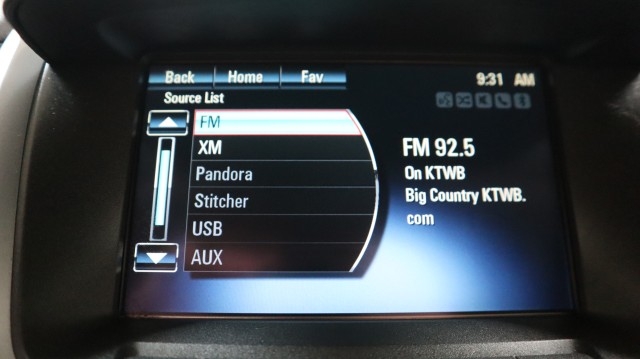 Back Home Fav 9:31 AM
Source List
FM
XM
Pandora
Stitcher
USB
AUX
FM 92.5
On KTWB
Big Country KTWB.
com